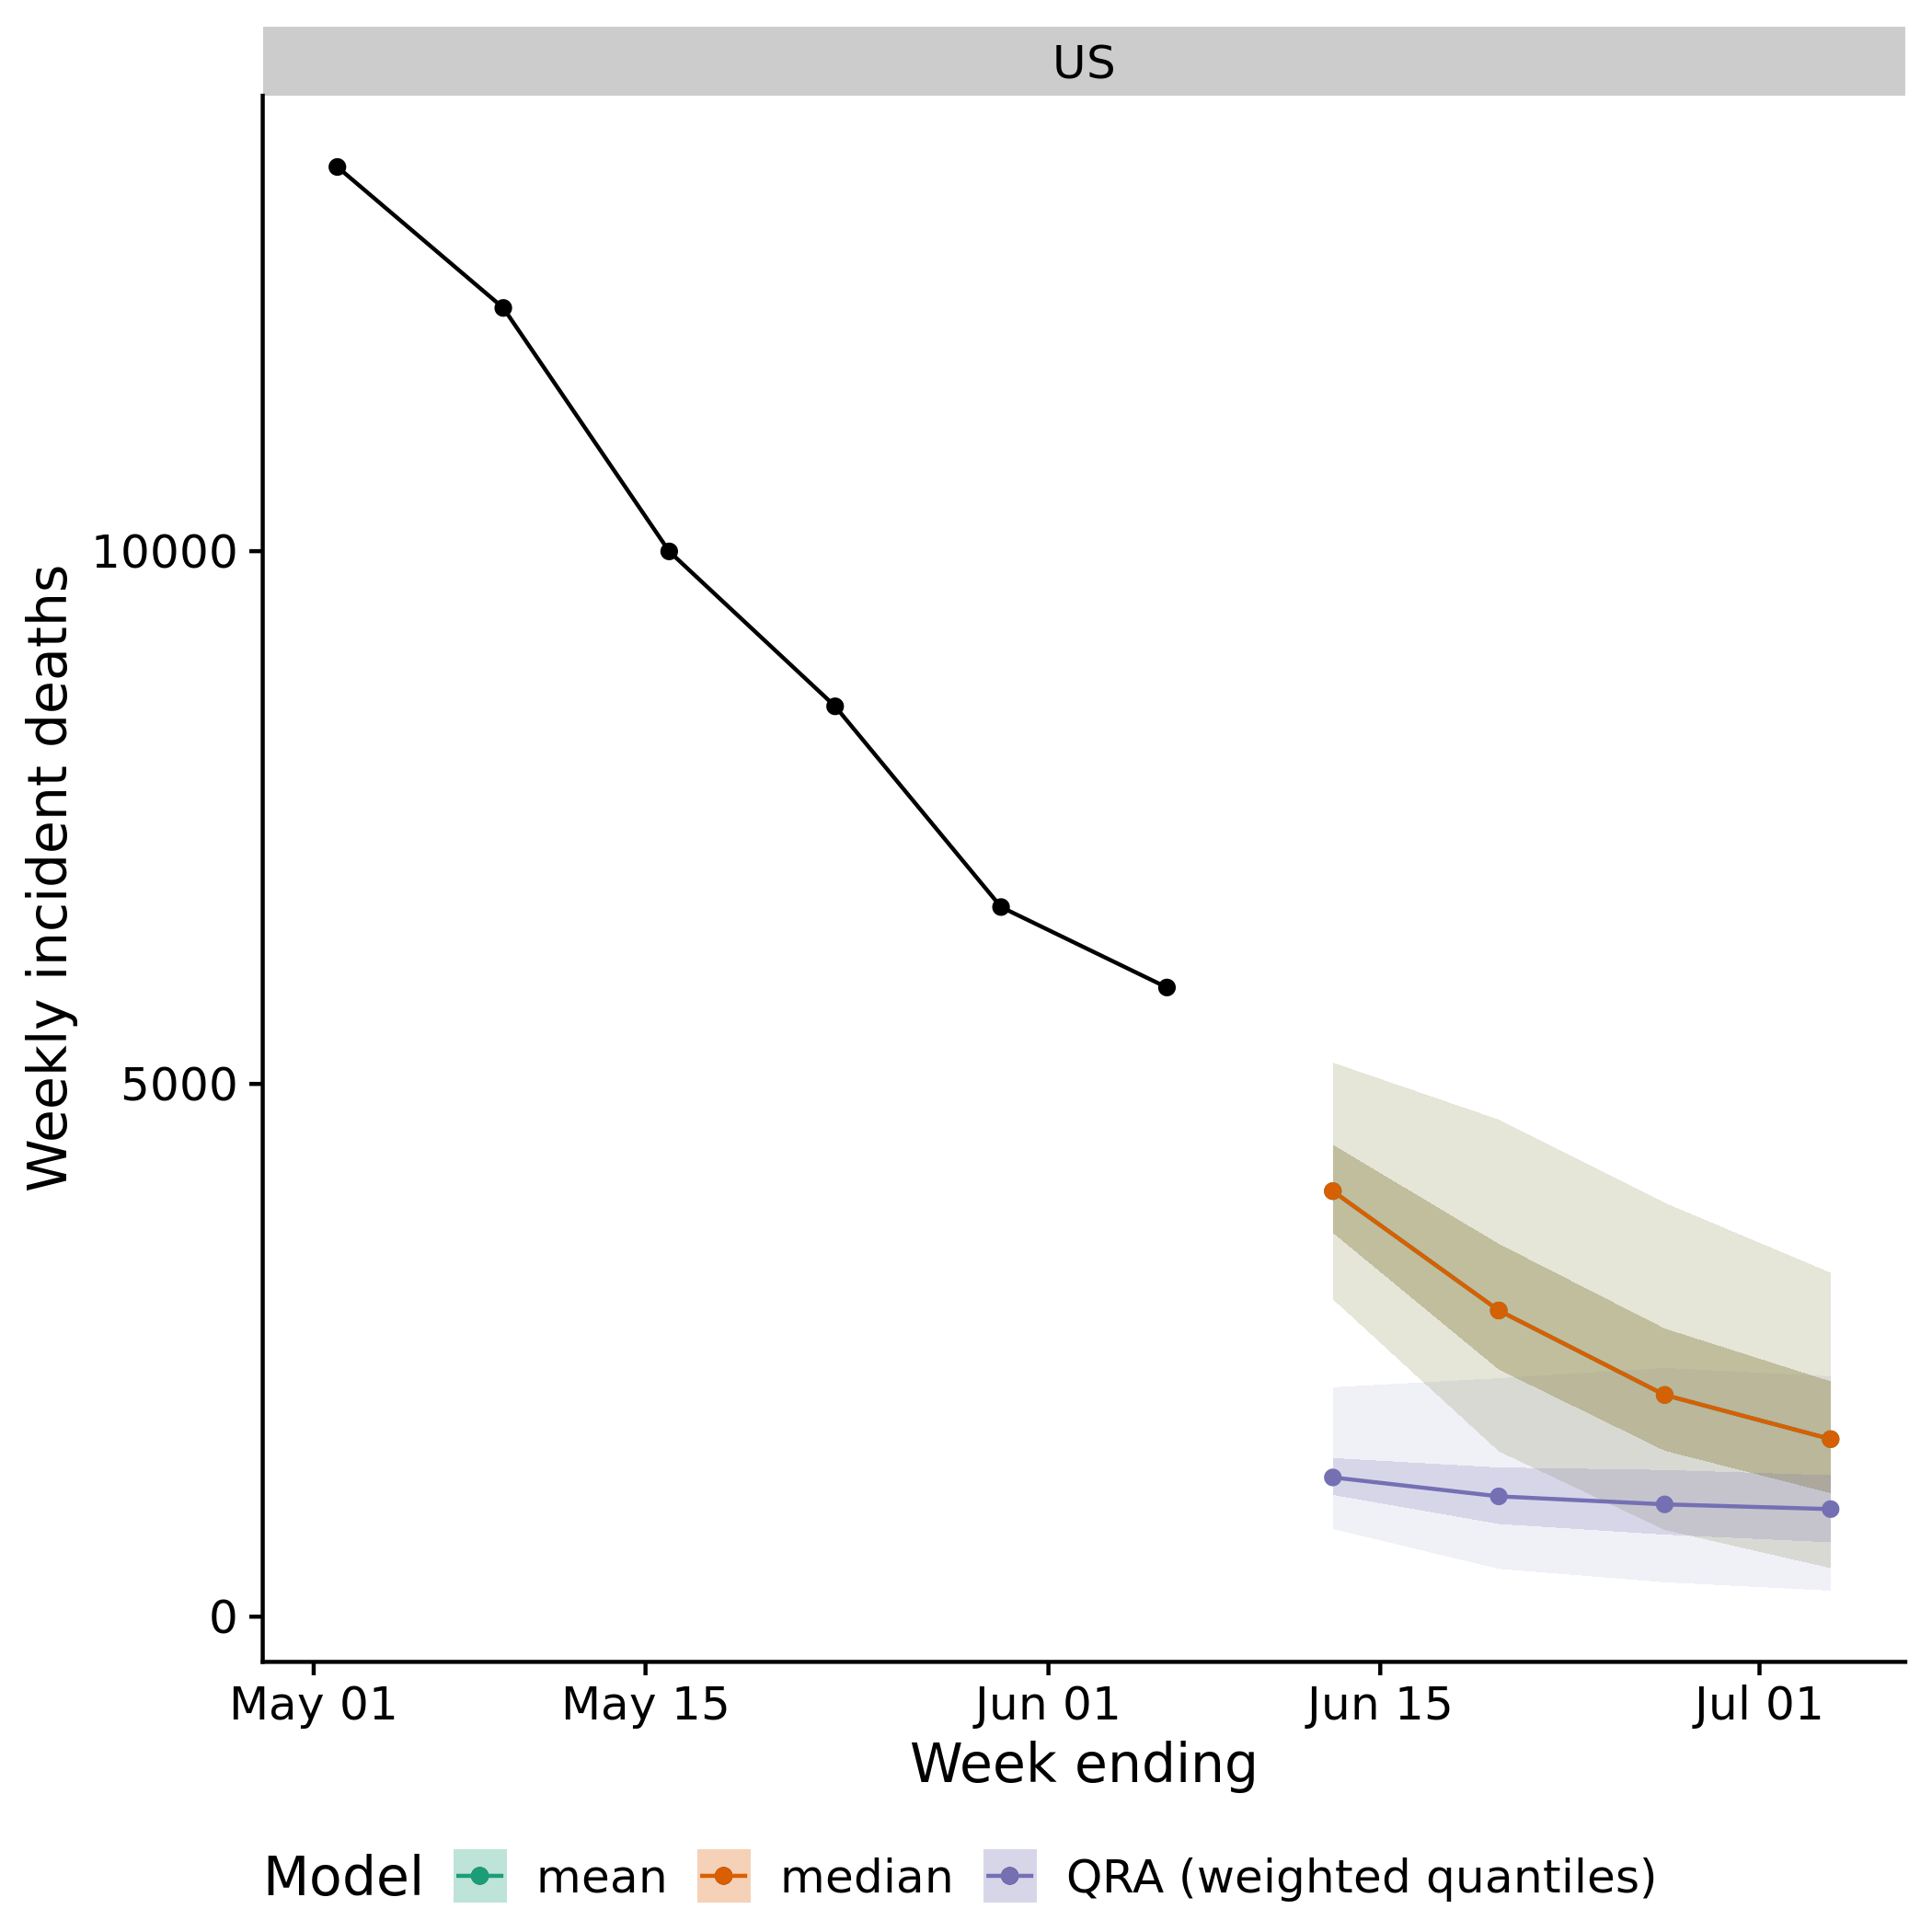 US
Weekly incident deaths
10000
5000
0
May 01 May 15 Jun 01 Jun 15 Jul 01
Week ending
Model mean median QRA (weighted quantiles)